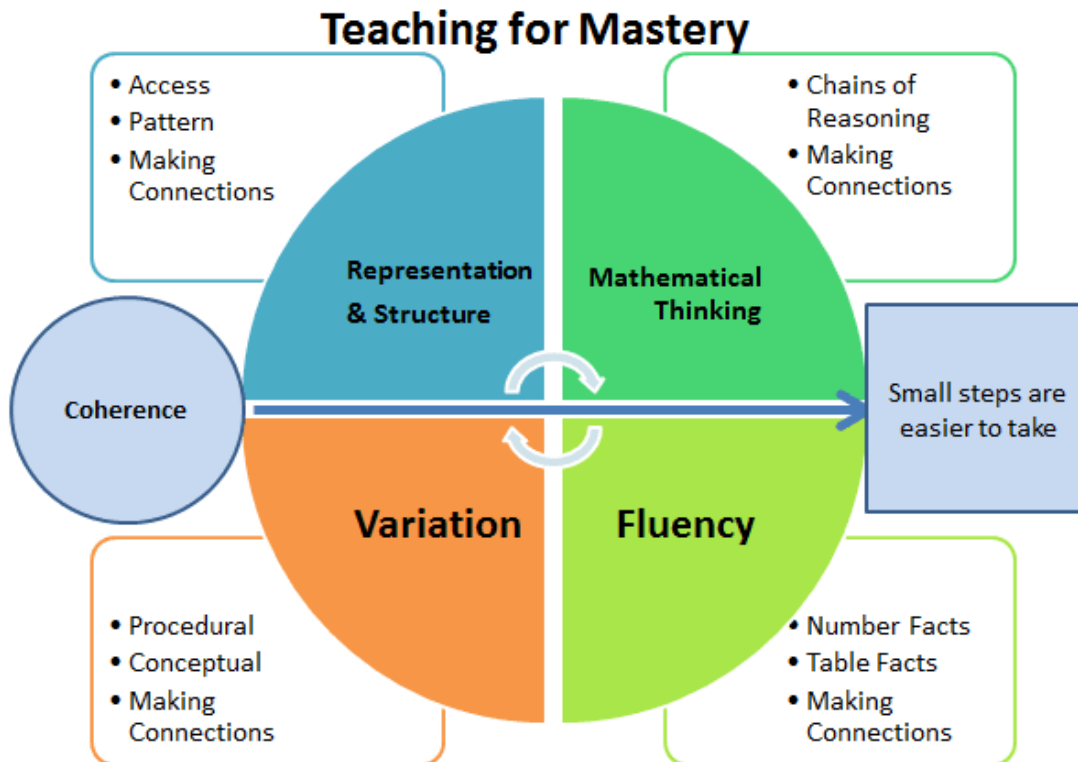 Teaching for Mastery
• Access
• Pattern
• Making
Connections
• Chains of
Reasoning
• Making
Connections
Representation
& Structure
Mathematical
Thinking
Coherence
Small steps are
easier to take
Variation
Fluency
• Procedural
• Conceptual
• Making
Connections
• Number Facts
• Table Facts
• Making
Connections